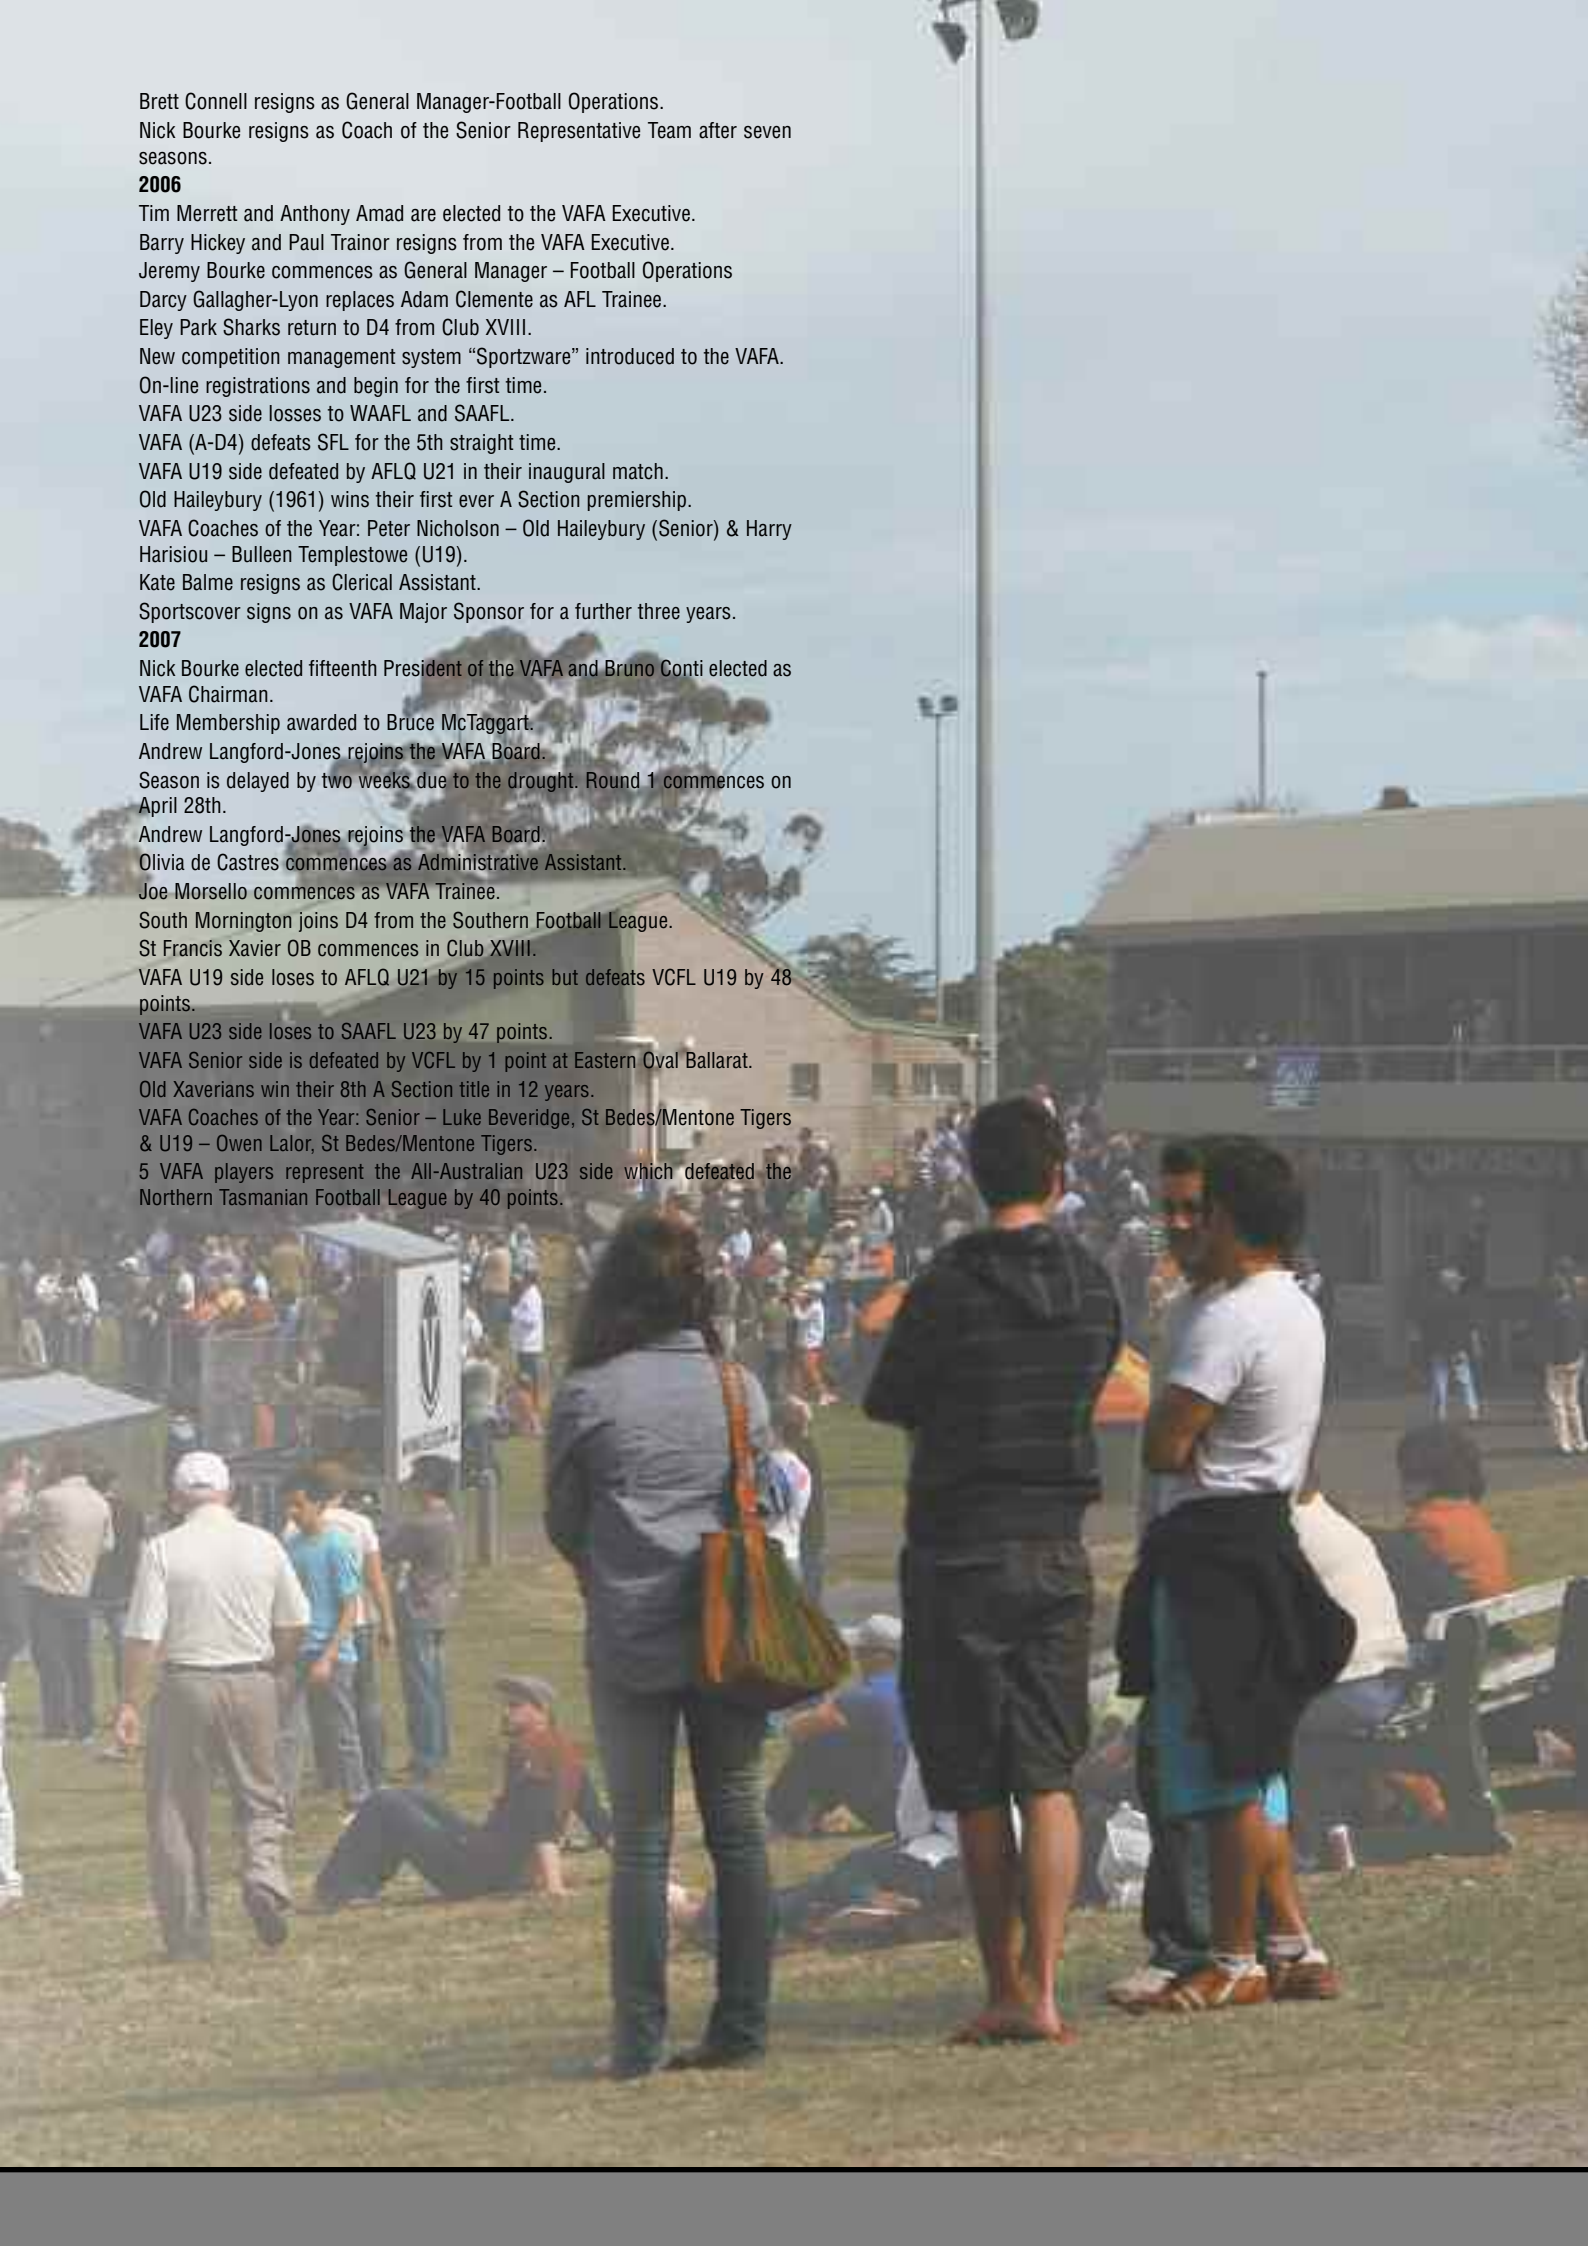 Brett Connell resigns as General Manager-Football Operations.
Nick Bourke resigns as Coach of the Senior Representative Team after seven
seasons.
2006
Tim Merrett and Anthony Amad are elected to the VAFA Executive.
Barry Hickey and Paul Trainor resigns from the VAFA Executive.
Jeremy Bourke commences as General Manager – Football Operations
Darcy Gallagher-Lyon replaces Adam Clemente as AFL Trainee.
Eley Park Sharks return to D4 from Club XVIII.
New competition management system “Sportzware” introduced to the VAFA.
On-line registrations and begin for the first time.
VAFA U23 side losses to WAAFL and SAAFL.
VAFA (A-D4) defeats SFL for the 5th straight time.
VAFA U19 side defeated by AFLQ U21 in their inaugural match.
Old Haileybury (1961) wins their first ever A Section premiership.
VAFA Coaches of the Year: Peter Nicholson – Old Haileybury (Senior) & Harry
Harisiou – Bulleen Templestowe (U19).
Kate Balme resigns as Clerical Assistant.
Sportscover signs on as VAFA Major Sponsor for a further three years.
2007
Nick Bourke elected fifteenth President of the VAFA and Bruno Conti elected as
VAFA Chairman.
Life Membership awarded to Bruce McTaggart.
Andrew Langford-Jones rejoins the VAFA Board.
Season is delayed by two weeks due to the drought. Round 1 commences on
April 28th.
Andrew Langford-Jones rejoins the VAFA Board.
Olivia de Castres commences as Administrative Assistant.
Joe Morsello commences as VAFA Trainee.
South Mornington joins D4 from the Southern Football League.
St Francis Xavier OB commences in Club XVIII.
VAFA U19 side loses to AFLQ U21 by 15 points but defeats VCFL U19 by 48
points.
VAFA U23 side loses to SAAFL U23 by 47 points.
VAFA Senior side is defeated by VCFL by 1 point at Eastern Oval Ballarat.
Old Xaverians win their 8th A Section title in 12 years.
VAFA Coaches of the Year: Senior – Luke Beveridge, St Bedes/Mentone Tigers
& U19 – Owen Lalor, St Bedes/Mentone Tigers.
5 VAFA players represent the All-Australian U23 side which defeated the
Northern Tasmanian Football League by 40 points.